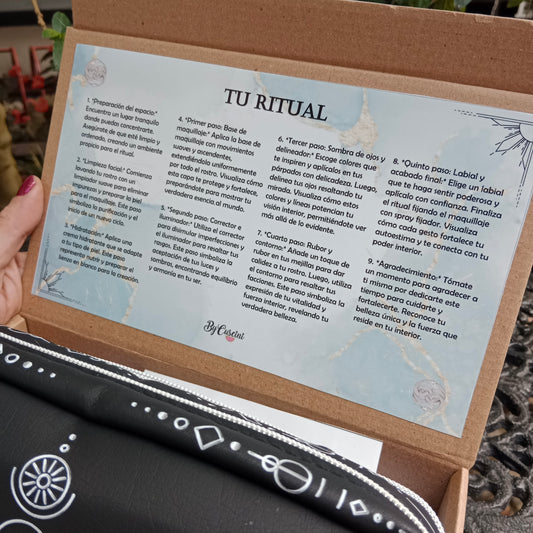 TU RITUAL
1. *Preparación del espacio:*
Encuentra un lugar tranquilo
donde puedas concentrarte.
Asegúrate de que esté limpio y
ordenado, creando un ambiente
propicio para el ritual.
2. *Limpieza facial:* Comienza
lavando tu rostro con un
limpiador suave para eliminar
impurezas y preparar la piel
para el maquillaje. Este paso
simboliza la purificación y el
inicio de un nuevo ciclo.
3. *Hidratación:* Aplica una
crema hidratante que se adapte
a tu tipo de piel. Este paso
representa nutrir y preparar el
lienzo en blanco para la creación.
4. *Primer paso: Base de
maquillaje:* Aplica la base de
maquillaje con movimientos
suaves y ascendentes,
extendiéndola uniformemente
por todo el rostro. Visualiza cómo
esta capa te protege y fortalece,
preparándote para mostrar tu
verdadera esencia al mundo.
5. *Segundo paso: Corrector e
iluminador:* Utiliza el corrector
para disimular imperfecciones y
el iluminador para resaltar tus
rasgos. Este paso simboliza la
aceptación de tus luces y
sombras, encontrando equilibrio
y armonía en tu ser.
6. *Tercer paso: Sombra de ojos y
delineador:* Escoge colores que
te inspiren y aplícalos en tus
párpados con delicadeza. Luego,
delinea tus ojos resaltando tu
mirada. Visualiza cómo estos
colores y líneas potencian tu
visión interior, permitiéndote ver
más allá de lo evidente.
7. *Cuarto paso: Rubor y
contorno:* Añade un toque de
rubor en tus mejillas para dar
calidez a tu rostro. Luego, utiliza
el contorno para resaltar tus
facciones. Este paso simboliza la
expresión de tu vitalidad y
fuerza interior, revelando tu
verdadera belleza.
8. *Quinto paso: Labial y
acabado final:* Elige un labial
que te haga sentir poderosa y
aplícalo con confianza. Finaliza
el ritual fijando el maquillaje
con spray fijador. Visualiza
cómo cada gesto fortalece tu
autoestima y te conecta con tu
poder interior.
9. *Agradecimiento:* Tómate
un momento para agradecer a
ti misma por dedicarte este
tiempo para cuidarte y
fortalecerte. Reconoce tu
belleza única y la fuerza que
reside en tu interior.
By Cuscini